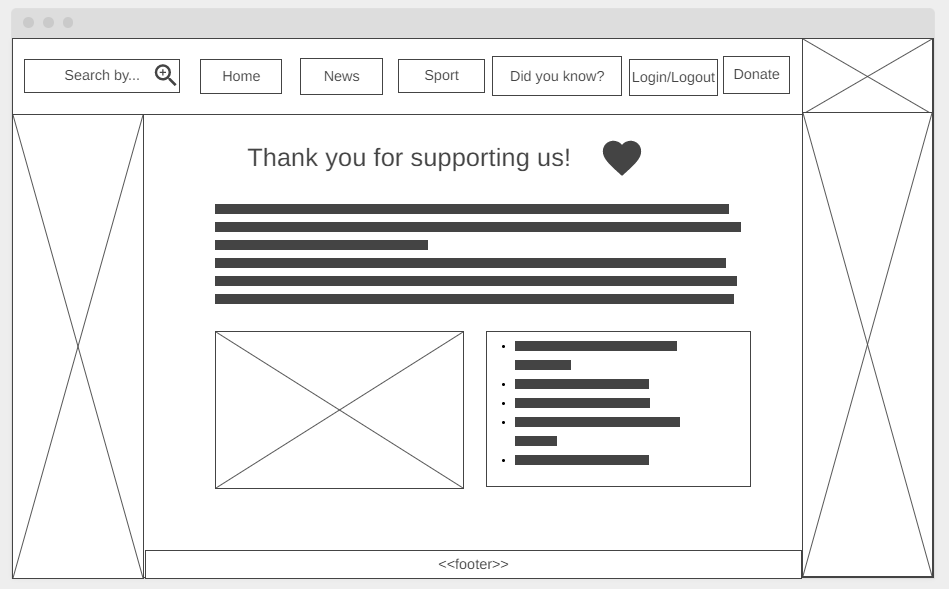 Search by...
Home
News
Sport
Did you know?
Login/Logout
Donate
Thank you for supporting us!
<<footer>>